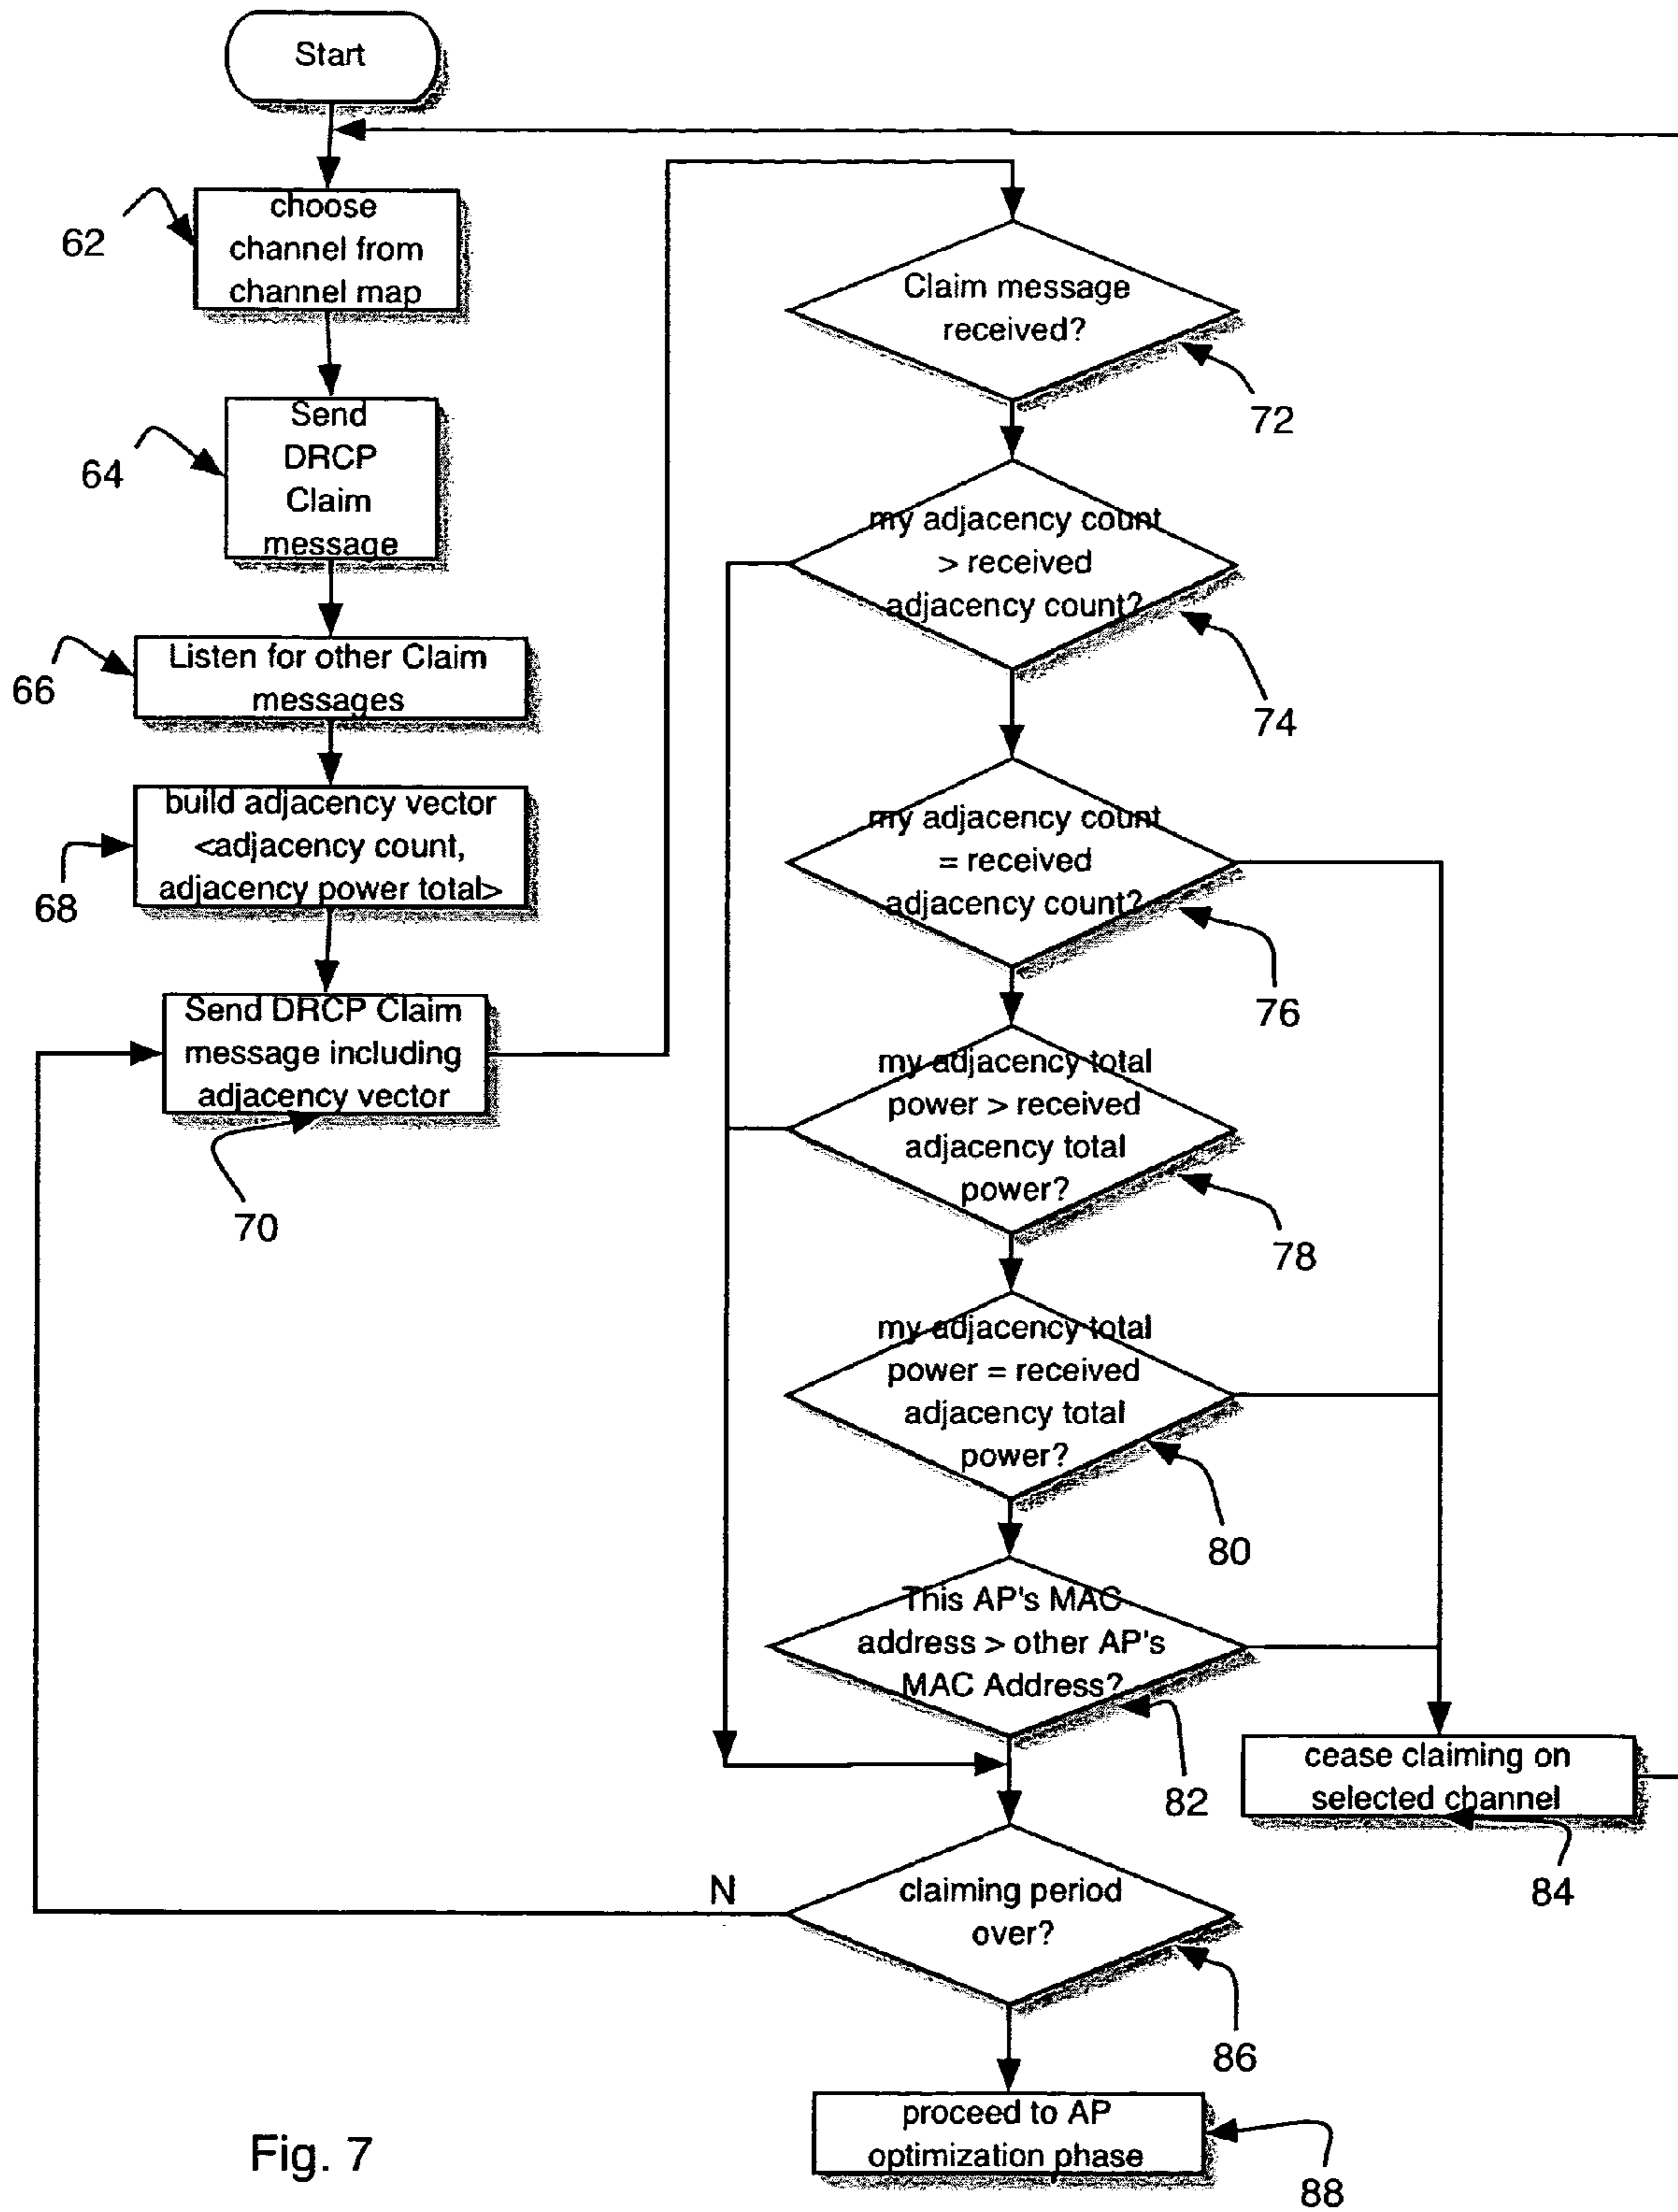 Start
choose
channel from
channel map
62
Send
DRCP
Claim
message
64
Listen for other Claim
messages
66
build adjacency vector
<adjacency count,
adjacency power total>
68
Send DRCP Claim
message including
adjacency vector
70
Claim message
received?
72
my adjacency count
> received
adjacency count?
74
my adjacency count
= received
adjacency count?
76
my adjacency total
power > received
adjacency total
power?
78
my adjacency total
power = received
adjacency total
power?
80
This AP's MAC
address > other AP's
MAC Address?
82
cease claiming on
selected channel
84
N
claiming period
over?
86
proceed to AP
optimization phase
88
Fig. 7